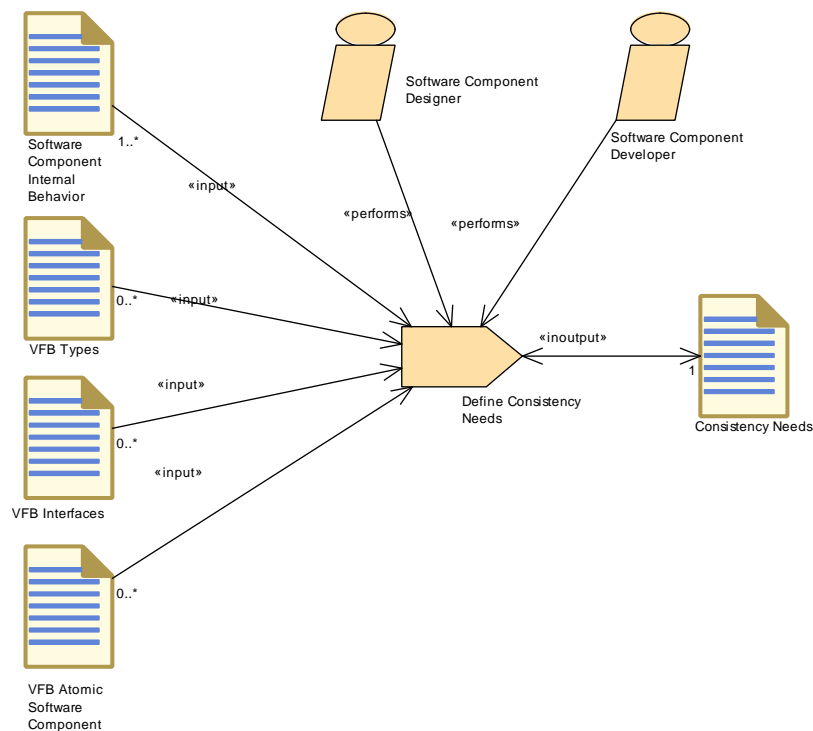 Software Component
Designer
Software Component
Developer
1..*
Software
Component
Internal
Behavior
«input»
«performs»
«performs»
0..*
«input»
VFB Types
«inoutput»
1
«input»
Define Consistency
Needs
Consistency Needs
0..*
«input»
VFB Interfaces
0..*
VFB Atomic
Software
Component